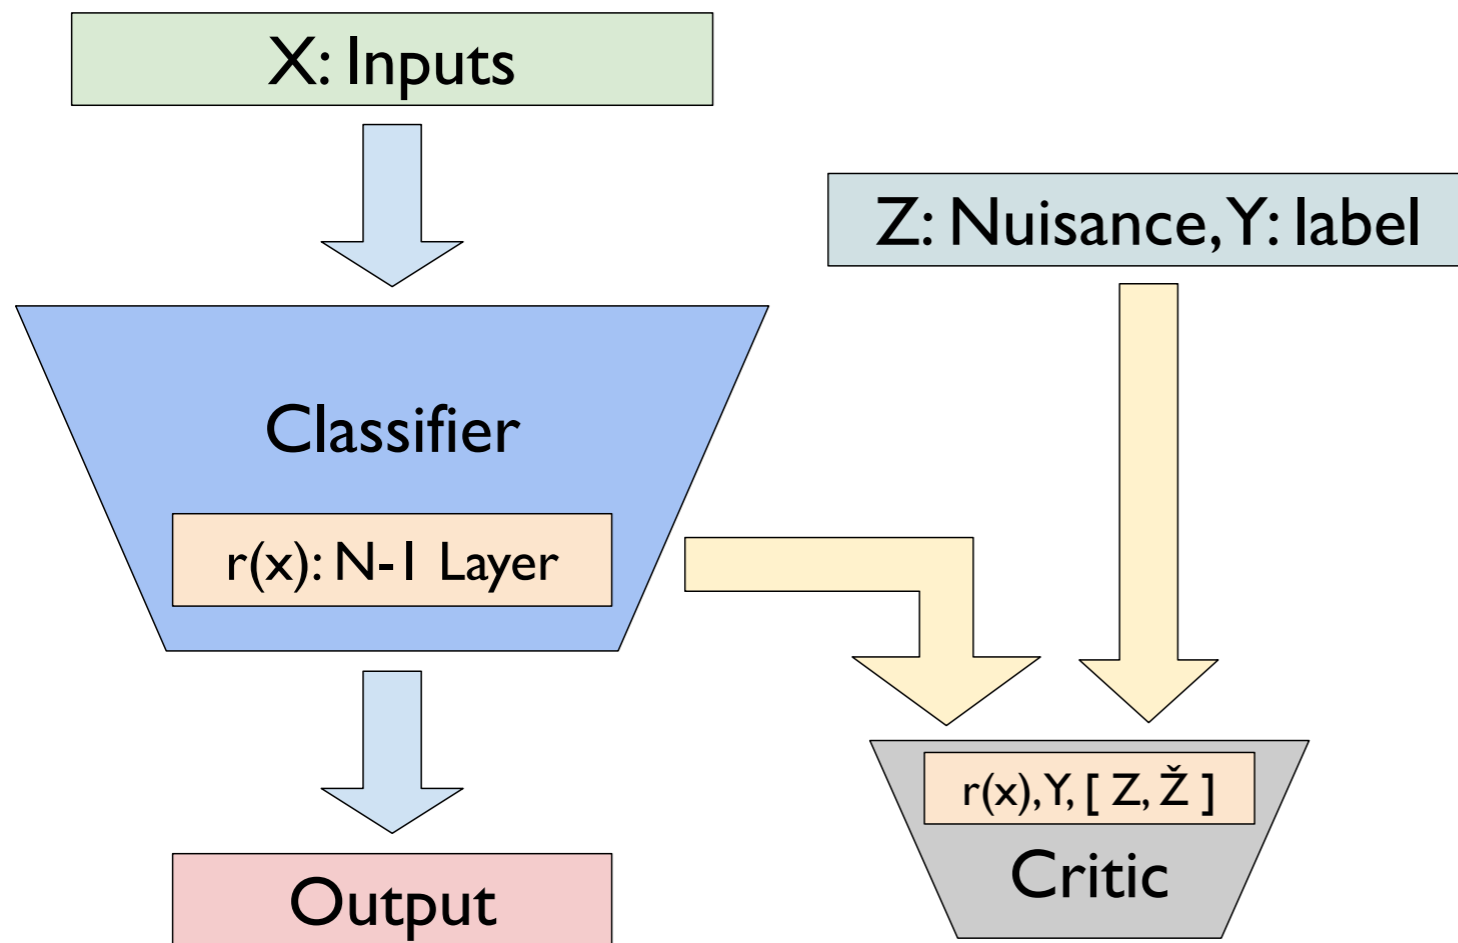 X: Inputs
Z: Nuisance, Y: label
Classifier
r(x): N-1 Layer
r(x), Y, [ Z, Ž ]
Critic
Output